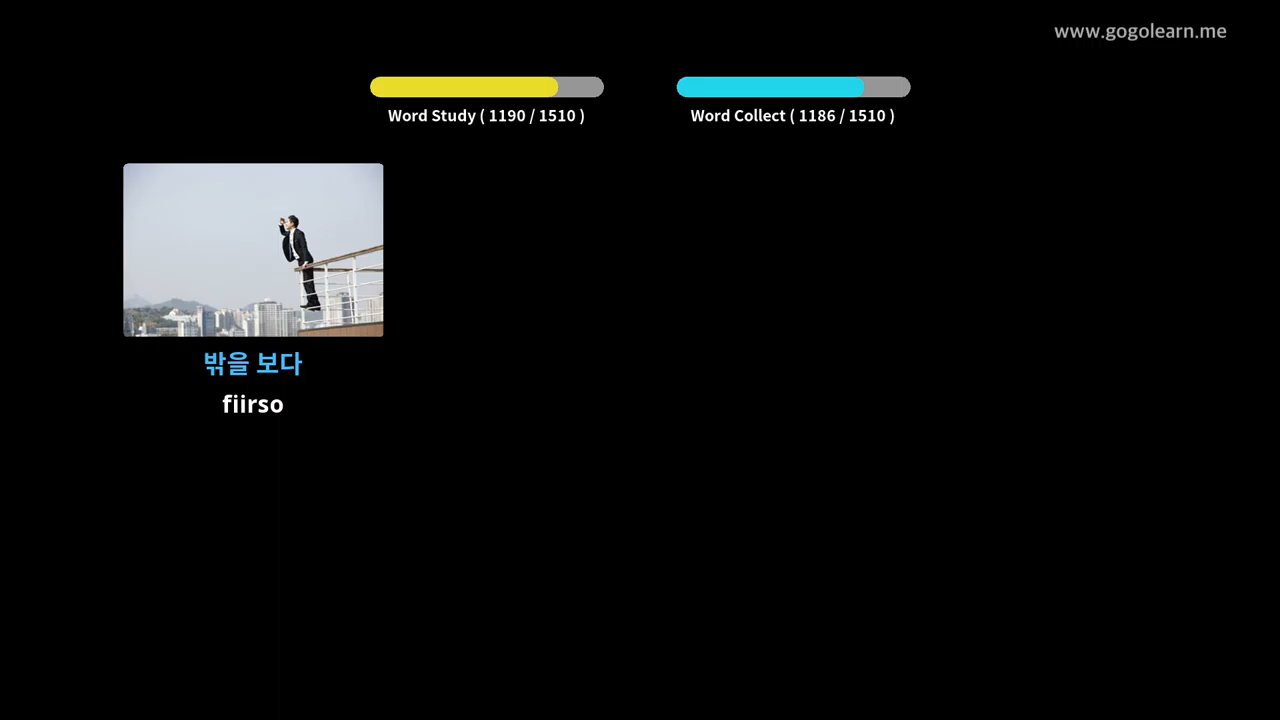 www.gogolearn.me
Word Study ( 1190 / 1510 )
Word Collect ( 1186 / 1510 )
밖을 보다
fiirso